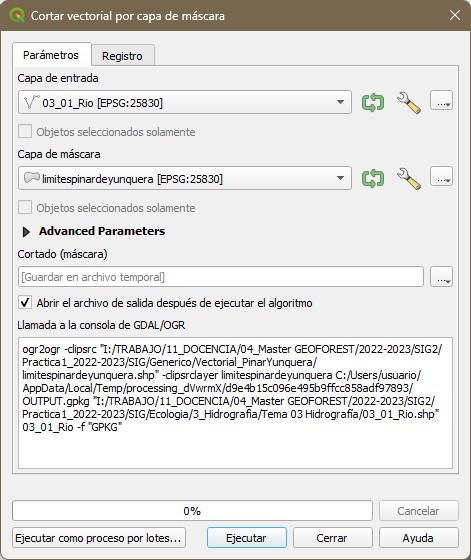 Cortar vectorial por capa de máscara
Parámetros
Registro
Capa de entrada
03_01_Rio [EPSG:25830]
...
Objetos seleccionados solamente
Capa de máscara
limitespinardeyunquera [EPSG:25830]
...
Objetos seleccionados solamente
Advanced Parameters
Cortado (máscara)
[Guardar en archivo temporal]
...
Abrir el archivo de salida después de ejecutar el algoritmo
Llamada a la consola de GDAL/OGR
ogr2ogr -clipsrc "I:/TRABAJO/11_DOCENCIA/04_Master GEOFOREST/2022-2023/SIG2/
Practica1_2022-2023/SIG/Generico/Vectorial_PinarYunquera/
limitespinardeyunquera.shp" -clipsrclayer limitespinardeyunquera C:/Users/usuario/
AppData/Local/Temp/processing_dVwrmX/d9e4b15c096e495b9ffcc858adf97893/
OUTPUT.gpkg "I:/TRABAJO/11_DOCENCIA/04_Master GEOFOREST/2022-2023/SIG2/
Practica1_2022-2023/SIG/Ecologia/3_Hidrografia/Tema 03 Hidrografía/03_01_Rio.shp"
03_01_Rio -f "GPKG"
0%
Cancelar
Ejecutar como proceso por lotes...
Ejecutar
Cerrar
Ayuda